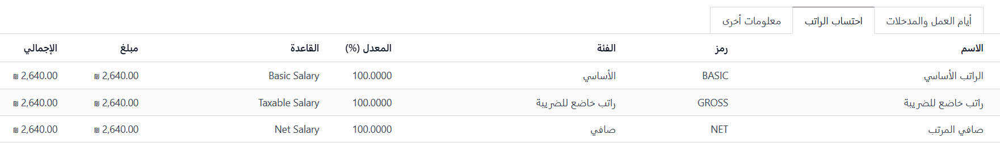 أيام العمل والمدخلات احتساب الراتب معلومات أخرى
الاسم رمز الفئة المعدل (%) القاعدة مبلغ الإجمالي
الراتب الأساسي BASIC الأساسي 100.0000 Basic Salary 2,640.00 ₪ 2,640.00 ₪
راتب خاضع للضريبة GROSS راتب خاضع للضريبة 100.0000 Taxable Salary 2,640.00 ₪ 2,640.00 ₪
صافي المرتب NET صافي 100.0000 Net Salary 2,640.00 ₪ 2,640.00 ₪